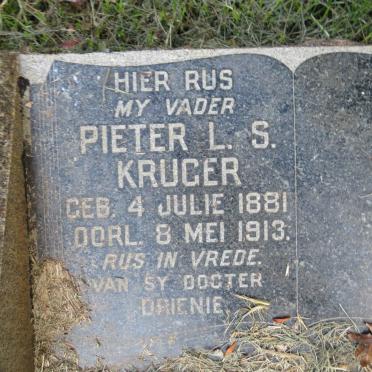 HIER RUS
MY VADER
PIETER L. S.
KRUGER
GEB. 4 JULIE 1881
OORL. 8 MEI 1913.
RUS IN VREDE.
VAN SY DOGTER
DRIENIE